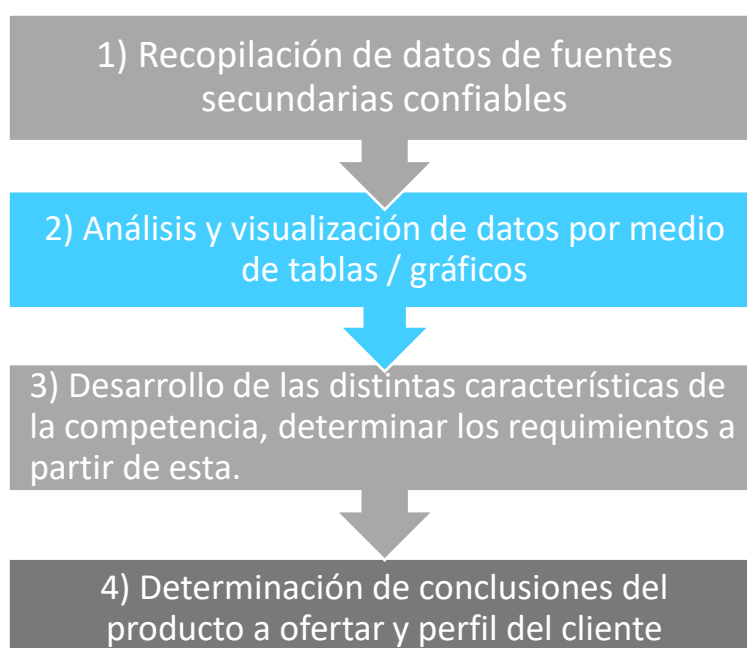 1) Recopilación de datos de fuentes
secundarias confiables
2) Análisis y visualización de datos por medio
de tablas / gráficos
3) Desarrollo de las distintas características de
la competencia, determinar los requimientos a
partir de esta.
4) Determinación de conclusiones del
producto a ofertar y perfil del cliente